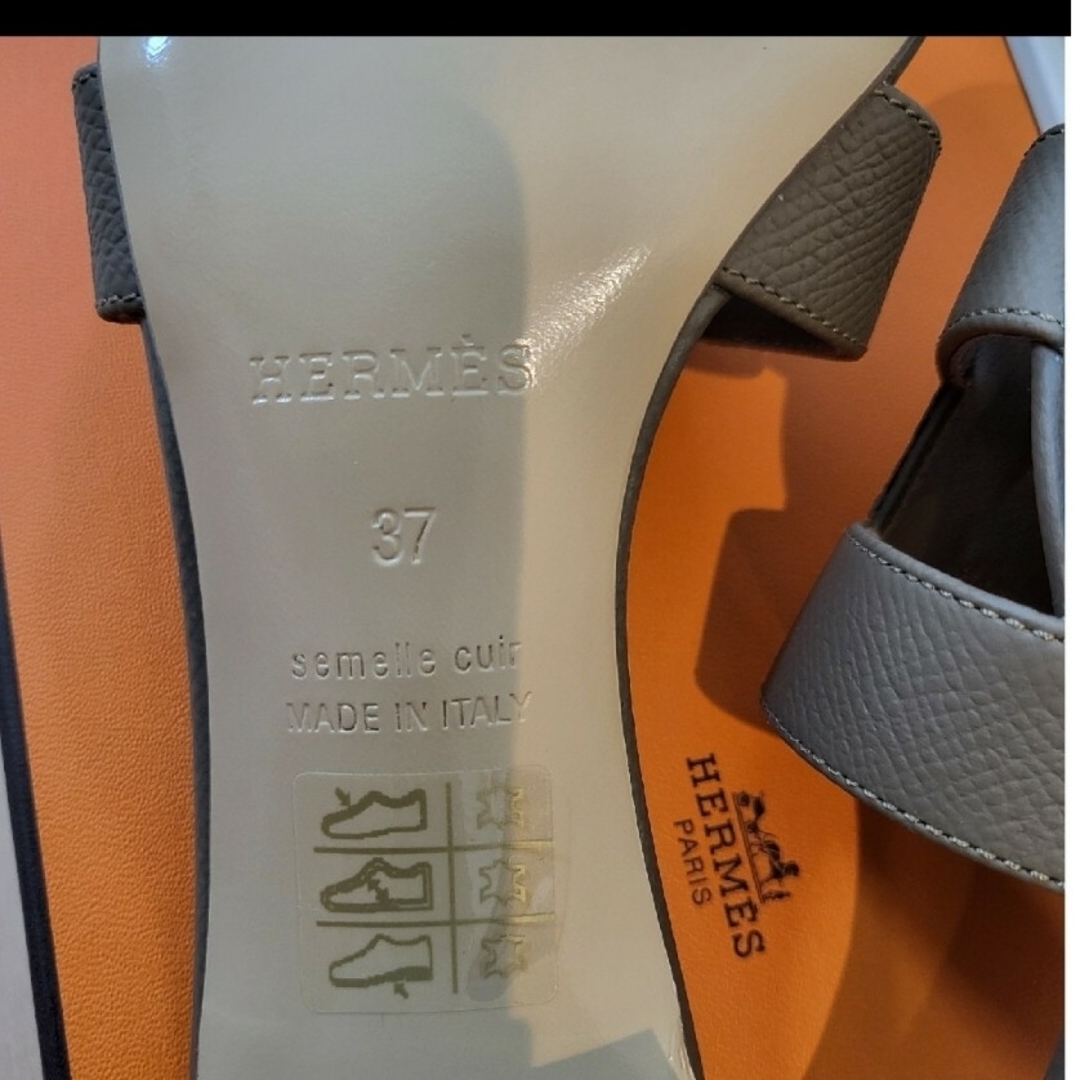 HERMÈS
37
semelle cuir
MADE IN ITALY
HERMÈS
PARIS